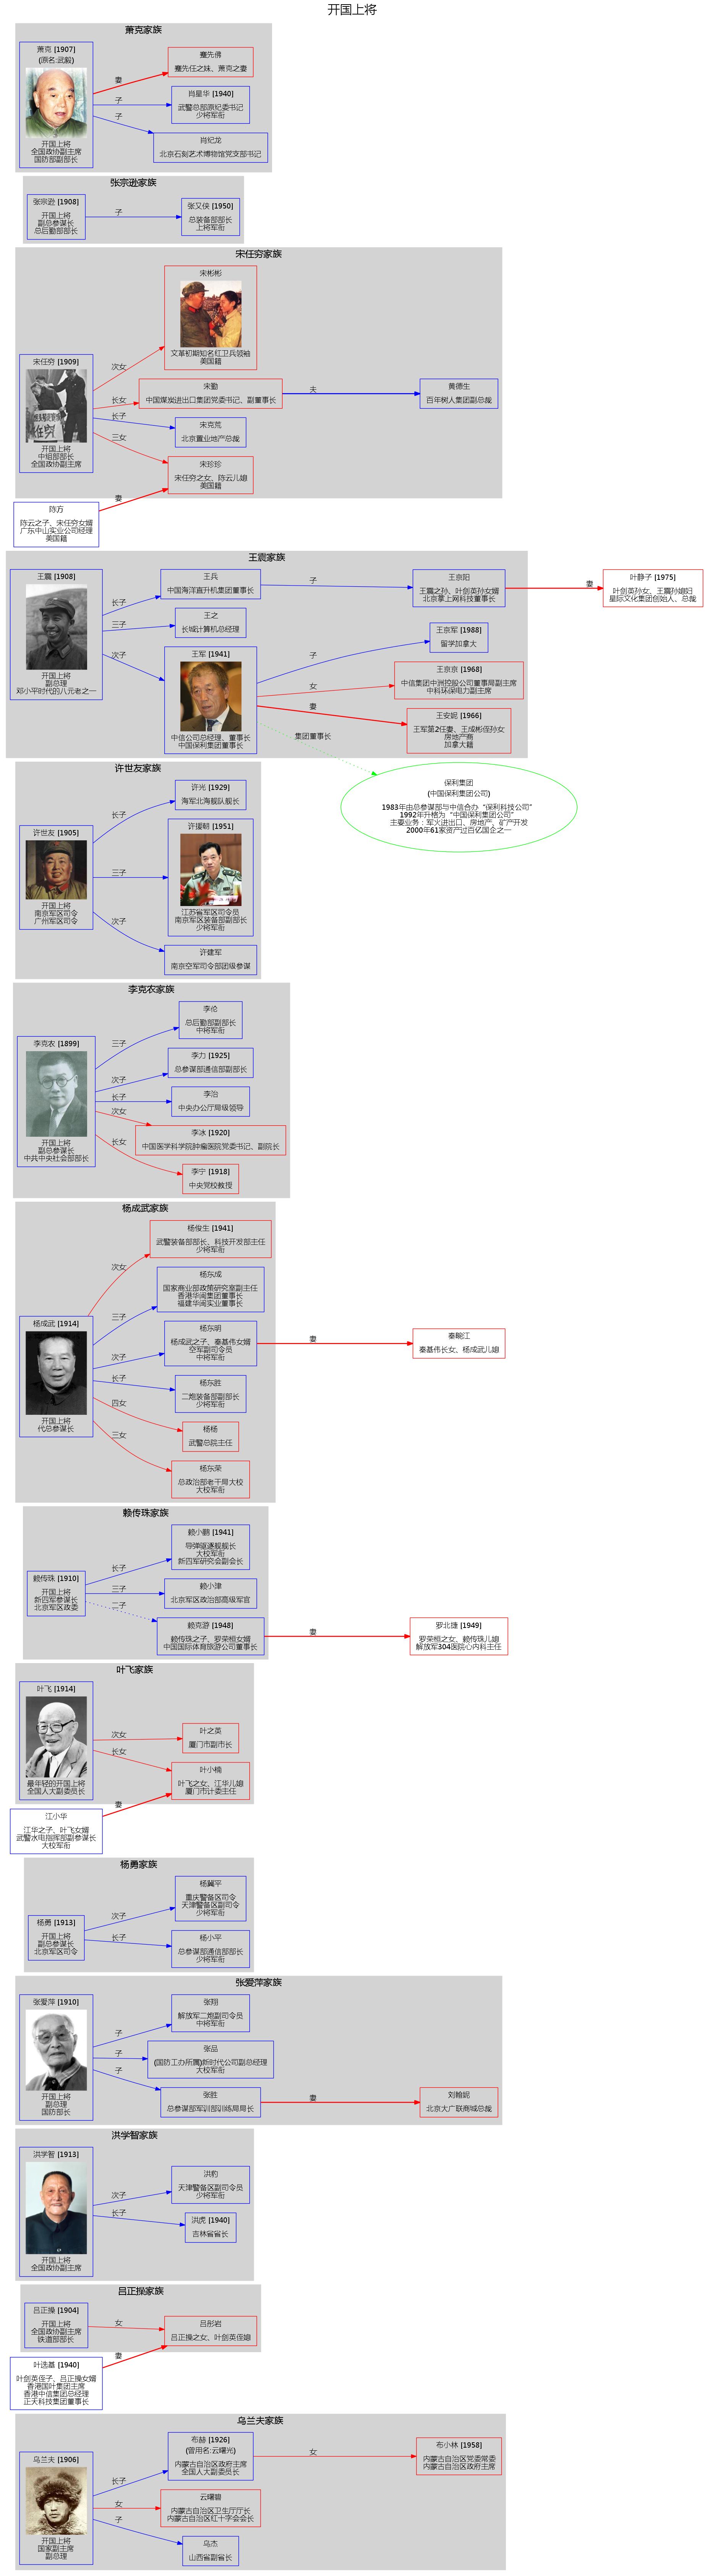 开国上将
萧克家族
萧克 [1907]
(原名:武毅)
开国上将
全国政协副主席
国防部副部长
妻
子
子
蹇先佛
蹇先任之妹、萧克之妻
肖星华 [1940]
武警总部原纪委书记
少将军衔
肖纪龙
北京石刻艺术博物馆党支部书记
张宗逊家族
张宗逊 [1908]
开国上将
副总参谋长
总后勤部部长
子
张又侠 [1950]
总装备部部长
上将军衔
宋任穷家族
宋任穷 [1909]
开国上将
中组部部长
全国政协副主席
次女
长女
长子
三女
宋彬彬
文革初期知名红卫兵领袖
美国籍
宋勤
中国煤炭进出口集团党委书记、副董事长
夫
黄德生
百年树人集团副总裁
宋克荒
北京置业地产总裁
宋珍珍
宋任穷之女、陈云儿媳
美国籍
陈方
陈云之子、宋任穷女婿
广东中山实业公司经理
美国籍
妻
王震家族
王震 [1908]
开国上将
副总理
邓小平时代的八元老之一
长子
三子
次子
王兵
中国海洋直升机集团董事长
子
王京阳
王震之孙、叶剑英孙女婿
北京掌上网科技董事长
妻
叶静子 [1975]
叶剑英孙女、王震孙媳妇
星际文化集团创始人、总裁
王之
长城计算机总经理
王军 [1941]
中信公司总经理、董事长
中国保利集团董事长
子
女
妻
集团董事长
王京军 [1988]
留学加拿大
王京京 [1968]
中信集团中洲控股公司董事局副主席
中科环保电力副主席
王安妮 [1966]
王军第2任妻、王成彬侄孙女
房地产商
加拿大籍
保利集团
(中国保利集团公司)
1983年由总参谋部与中信合办“保利科技公司”
1992年升格为“中国保利集团公司”
主要业务：军火进出口、房地产、矿产开发
2000年61家资产过百亿国企之一
许世友家族
许世友 [1905]
开国上将
南京军区司令
广州军区司令
长子
三子
次子
许光 [1929]
海军北海舰队舰长
许援朝 [1951]
江苏省军区司令员
南京军区装备部副部长
少将军衔
许建军
南京空军司令部团级参谋
李克农家族
李克农 [1899]
开国上将
副总参谋长
中共中央社会部部长
三子
次子
长子
次女
长女
李伦
总后勤部副部长
中将军衔
李力 [1925]
总参谋部通信部副部长
李治
中央办公厅局级领导
李冰 [1920]
中国医学科学院肿瘤医院党委书记、副院长
李宁 [1918]
中央党校教授
杨成武家族
杨成武 [1914]
开国上将
代总参谋长
次女
三子
次子
长子
四女
三女
杨俊生 [1941]
武警装备部部长、科技开发部主任
少将军衔
杨东成
国家商业部政策研究室副主任
香港华闽集团董事长
福建华闽实业董事长
杨东明
杨成武之子、秦基伟女婿
空军副司令员
中将军衔
妻
秦畹江
秦基伟长女、杨成武儿媳
杨东胜
二炮装备部副部长
少将军衔
杨杨
武警总院主任
杨东荣
总政治部老干局大校
大校军衔
赖传珠家族
赖传珠 [1910]
开国上将
新四军参谋长
北京军区政委
长子
三子
二子
赖小鹏 [1941]
导弹驱逐舰舰长
大校军衔
新四军研究会副会长
赖小津
北京军区政治部高级军官
赖克游 [1948]
赖传珠之子、罗荣桓女婿
中国国际体育旅游公司董事长
妻
罗北捷 [1949]
罗荣桓之女、赖传珠儿媳
解放军304医院心内科主任
叶飞家族
叶飞 [1914]
最年轻的开国上将
全国人大副委员长
次女
长女
叶之英
厦门市副市长
叶小楠
叶飞之女、江华儿媳
厦门市计委主任
江小华
江华之子、叶飞女婿
武警水电指挥部副参谋长
大校军衔
妻
杨勇家族
杨勇 [1913]
开国上将
副总参谋长
北京军区司令
次子
长子
杨冀平
重庆警备区司令
天津警备区副司令
少将军衔
杨小平
总参谋部通信部部长
少将军衔
张爱萍家族
张爱萍 [1910]
开国上将
副总理
国防部长
子
子
子
张翔
解放军二炮副司令员
中将军衔
张品
(国防工办所属)新时代公司副总经理
大校军衔
张胜
总参谋部军训部训练局局长
妻
刘翰妮
北京大广联商城总裁
洪学智家族
洪学智 [1913]
开国上将
全国政协副主席
次子
长子
洪豹
天津警备区副司令员
少将军衔
洪虎 [1940]
吉林省省长
吕正操家族
吕正操 [1904]
开国上将
全国政协副主席
铁道部部长
女
吕彤岩
吕正操之女、叶剑英侄媳
叶选基 [1940]
叶剑英侄子、吕正操女婿
香港国叶集团主席
香港中信集团总经理
正天科技集团董事长
妻
乌兰夫家族
乌兰夫 [1906]
开国上将
国家副主席
副总理
长子
女
子
布赫 [1926]
(曾用名:云曙光)
内蒙古自治区政府主席
全国人大副委员长
女
布小林 [1958]
内蒙古自治区党委常委
内蒙古自治区政府主席
云曙碧
内蒙古自治区卫生厅厅长
内蒙古自治区红十字会会长
乌杰
山西省副省长